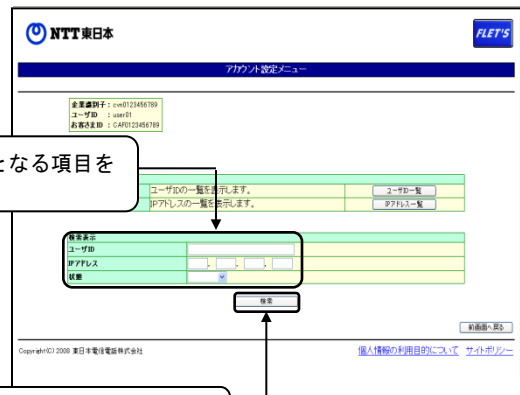 NTT東日本
FLET'S
アカウント設定メニュー
企業識別子：cvn0123456789
ユーザID ：user01
お客さまID：CAF0123456789
となる項目を
ユーザIDの一覧を表示します。 ユーザID一覧
IPアドレスの一覧を表示します。 IPアドレス一覧
検索表示
ユーザID
IPアドレス . . .
状態
検索
前画面へ戻る
Copyright(C) 2008 東日本電信電話株式会社 個人情報の利用目的について サイトポリシー